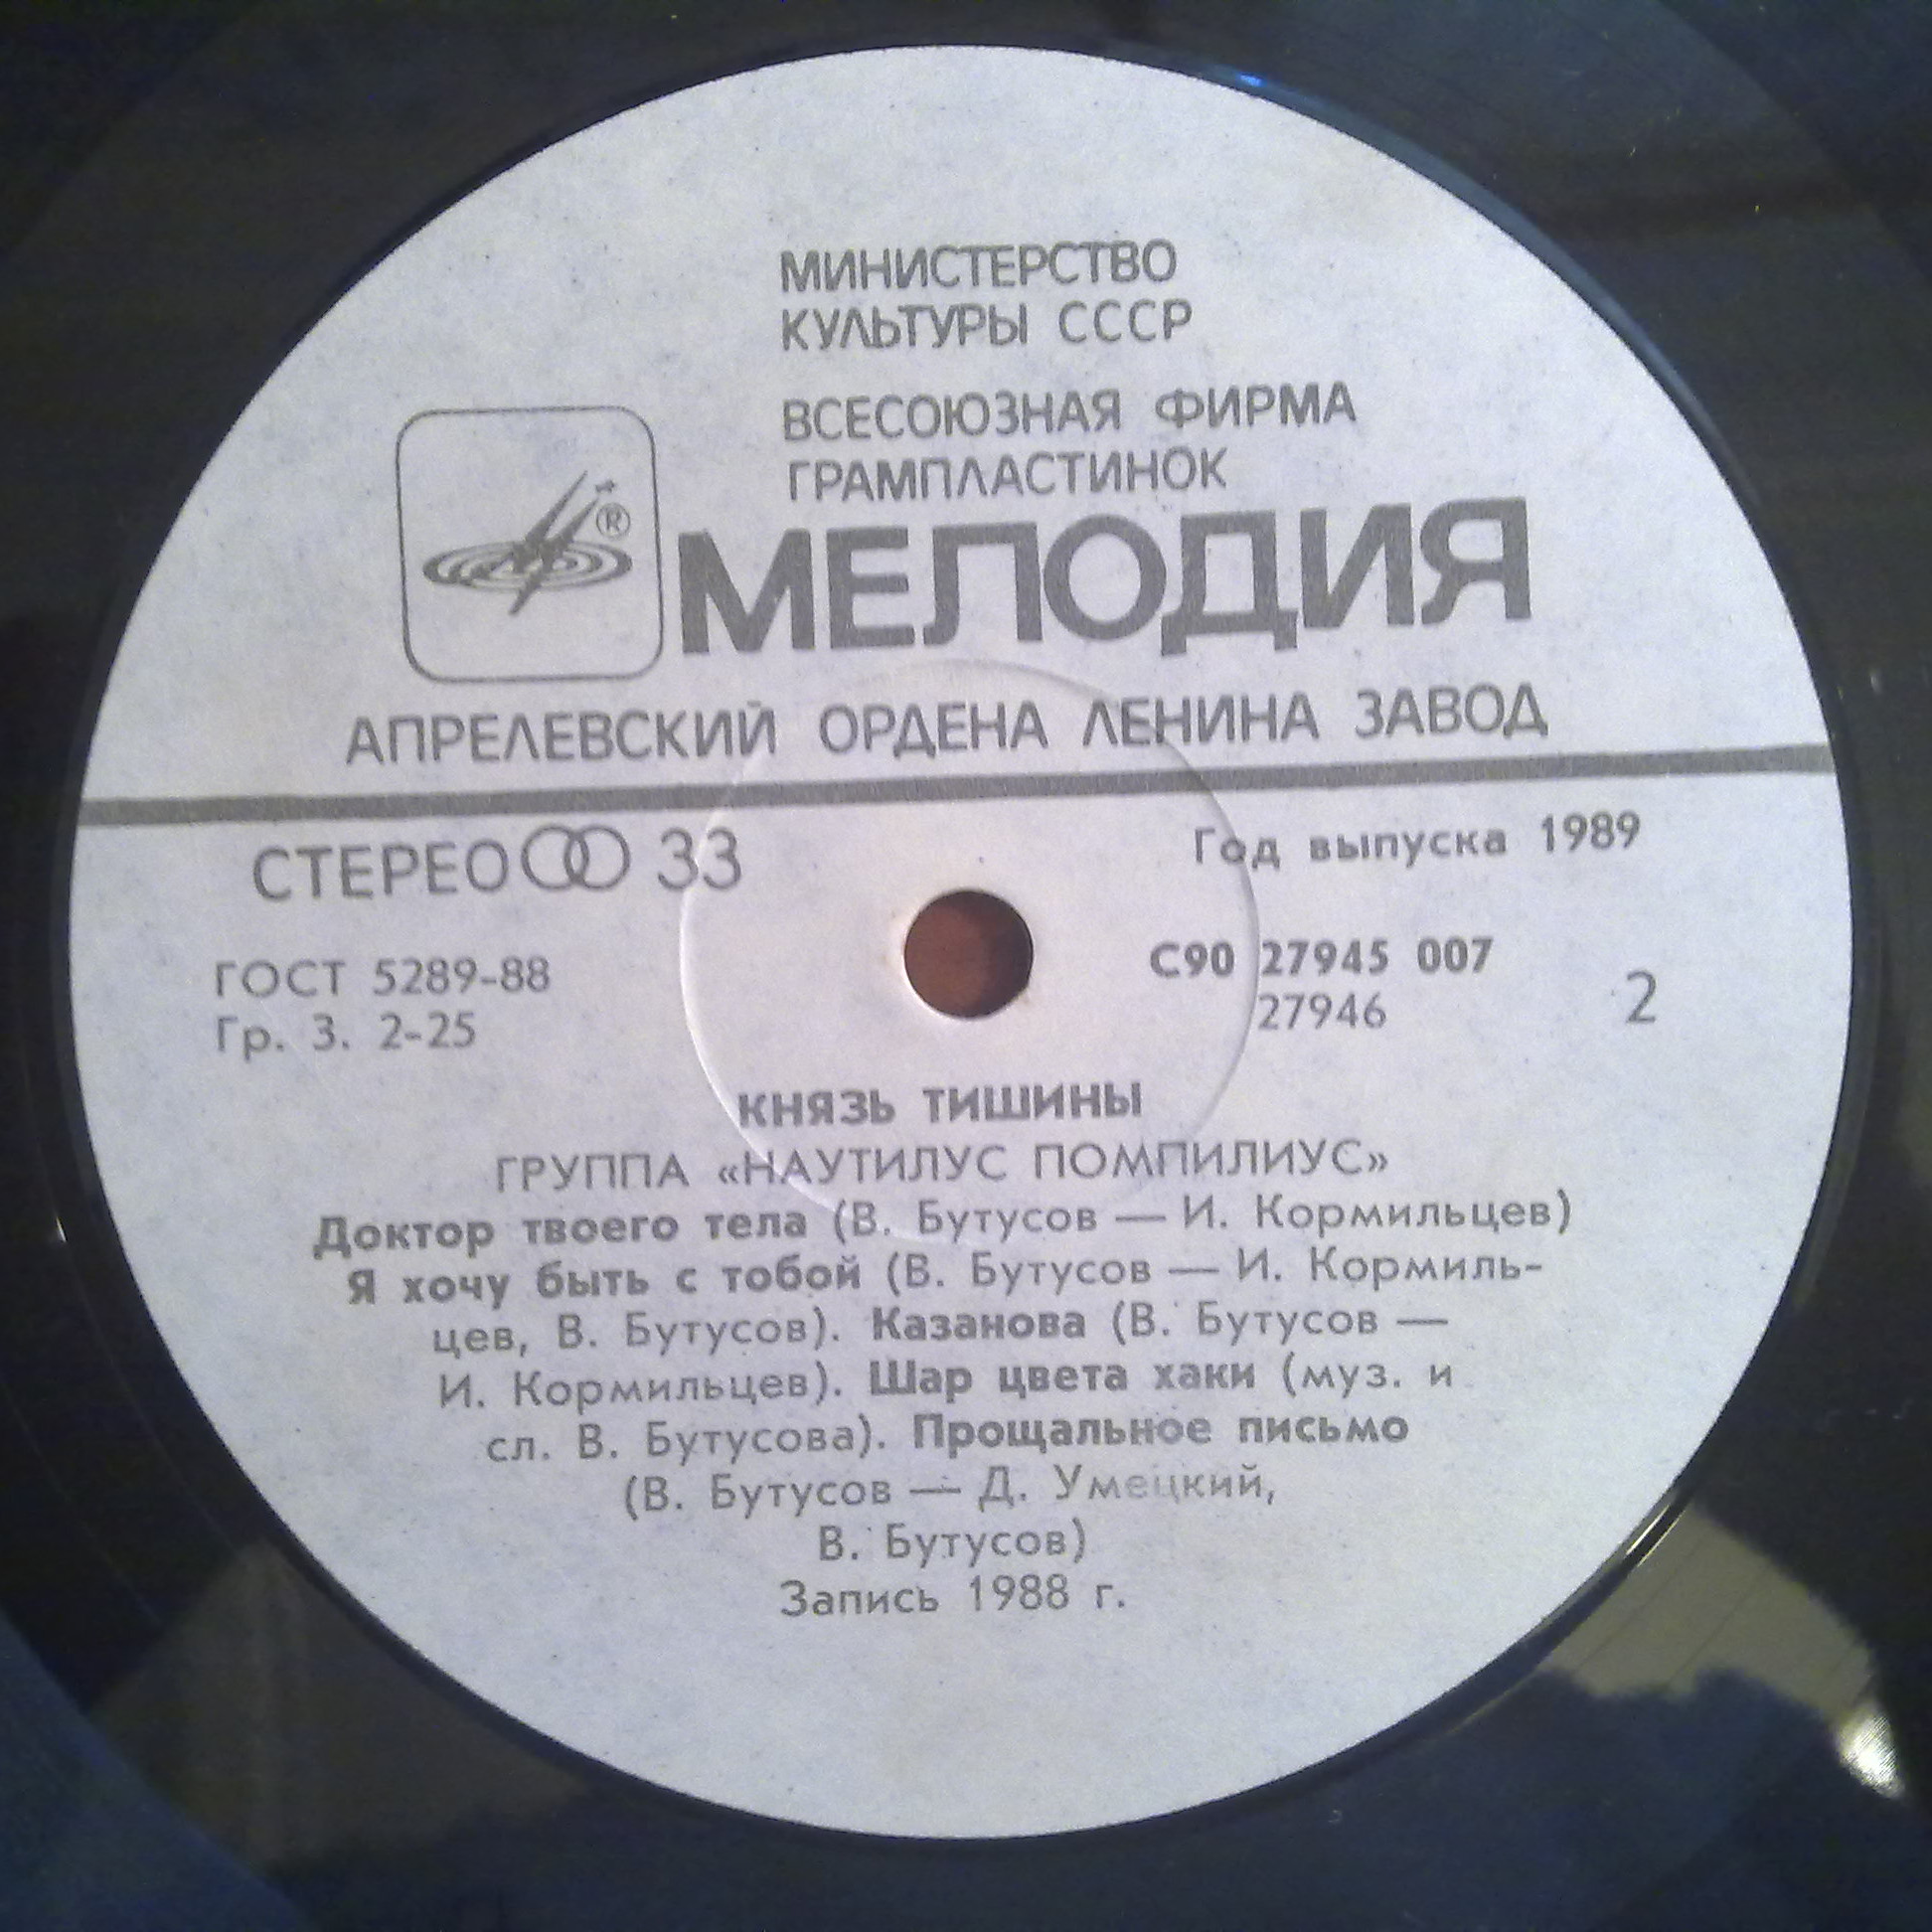 МИНИСТЕРСТВО
КУЛЬТУРЫ СССР
ВСЕСОЮЗНАЯ ФИРМА
ГРАМПЛАСТИНОК
®
МЕЛОДИЯ
АПРЕЛЕВСКИЙ ОРДЕНА ЛЕНИНА ЗАВОД
СТЕРЕО 33
Год выпуска 1989
ГОСТ 5289-88
Гр. 3. 2-25
С90 27945 007
27946
2
КНЯЗЬ ТИШИНЫ
ГРУППА «НАУТИЛУС ПОМПИЛИУС»
Доктор твоего тела (В. Бутусов — И. Кормильцев)
Я хочу быть с тобой (В. Бутусов — И. Кормиль-
цев, В. Бутусов). Казанова (В. Бутусов —
И. Кормильцев). Шар цвета хаки (муз. и
сл. В. Бутусова). Прощальное письмо
(В. Бутусов — Д. Умецкий,
В. Бутусов)
Запись 1988 г.